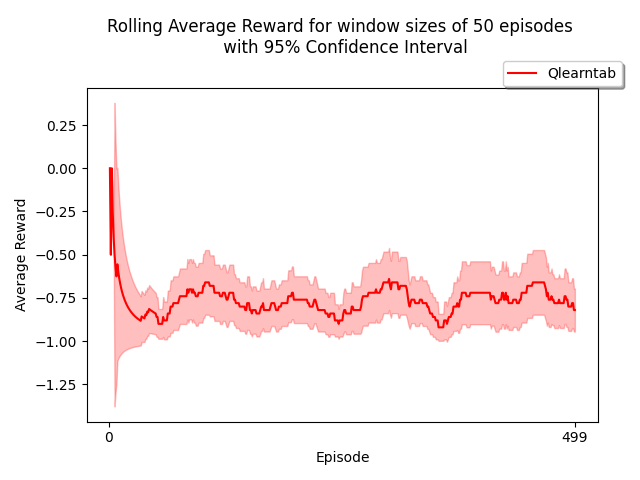 Rolling Average Reward for window sizes of 50 episodes
with 95% Confidence Interval
Qlearntab
0.25
0.00
−0.25
−0.50
−0.75
−1.00
−1.25
Average Reward
0
499
Episode